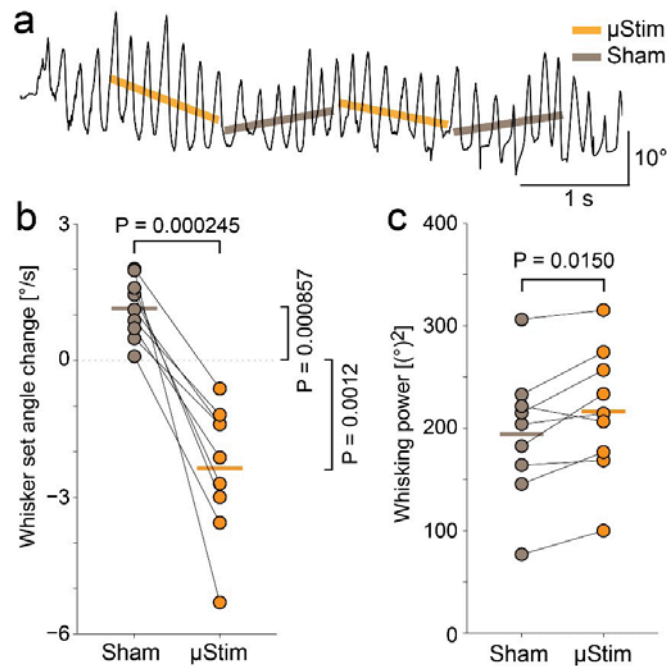 a
µStim
Sham
10°
1 s
b
P = 0.000245
3
0
−3
−6
Whisker set angle change [°/s]
P = 0.000857
P = 0.0012
Sham
µStim
c
P = 0.0150
400
300
200
100
0
Whisking power [(°)2]
Sham
µStim